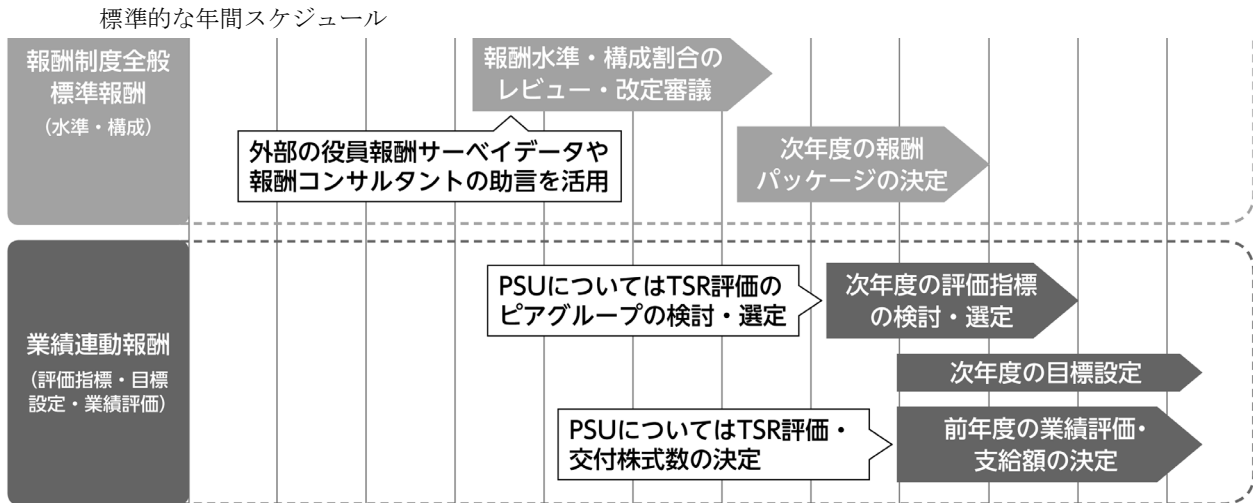 標準的な年間スケジュール
報酬制度全般
標準報酬
（水準・構成）
報酬水準・構成割合の
レビュー・改定審議
外部の役員報酬サーベイデータや
報酬コンサルタントの助言を活用
次年度の報酬
パッケージの決定
業績連動報酬
（評価指標・目標
設定・業績評価）
PSUについてはTSR評価の
ピアグループの検討・選定
次年度の評価指標
の検討・選定
次年度の目標設定
PSUについてはTSR評価・
交付株式数の決定
前年度の業績評価・
支給額の決定